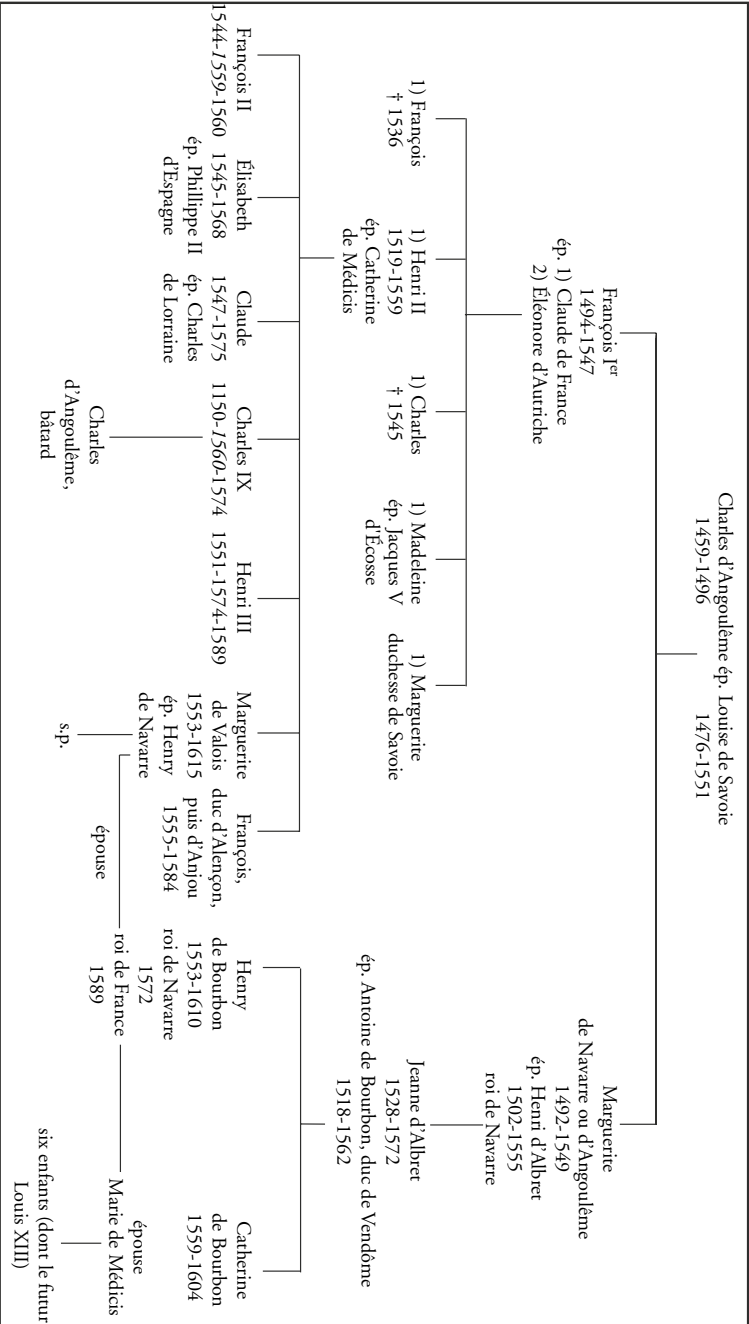 Charles d'Angoulême ép. Louise de Savoie
1459-1496 1476-1551
François Ier
1494-1547
ép. 1) Claude de France
2) Éléonore d'Autriche
Marguerite
de Navarre ou d'Angoulême
1492-1549
ép. Henri d'Albret
1502-1555
roi de Navarre
1) François
† 1536
1) Henri II
1519-1559
ép. Catherine
de Médicis
1) Charles
† 1545
1) Madeleine
ép. Jacques V
d'Écosse
1) Marguerite
duchesse de Savoie
Jeanne d'Albret
1528-1572
ép. Antoine de Bourbon, duc de Vendôme
1518-1562
François II
1544-1559-1560
Élisabeth
1545-1568
ép. Phillippe II
d'Espagne
Claude
1547-1575
ép. Charles
de Lorraine
Charles IX
1150-1560-1574
Henri III
1551-1574-1589
Marguerite
de Valois
1553-1615
ép. Henry
de Navarre
François,
duc d'Alençon,
puis d'Anjou
1555-1584
Henry
de Bourbon
1553-1610
roi de Navarre
1572
roi de France
1589
Catherine
de Bourbon
1559-1604
Charles
d'Angoulême,
bâtard
s.p.
épouse
épouse
Marie de Médicis
six enfants (dont le futur
Louis XIII)